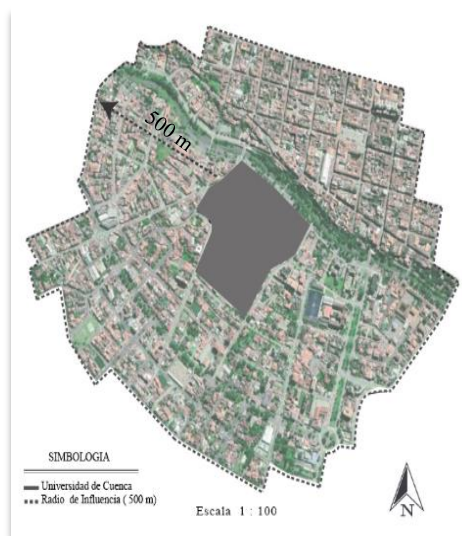 500 m
SIMBOLOGIA
Universidad de Cuenca
Radio de Influencia ( 500 m)
Escala 1 : 100
N